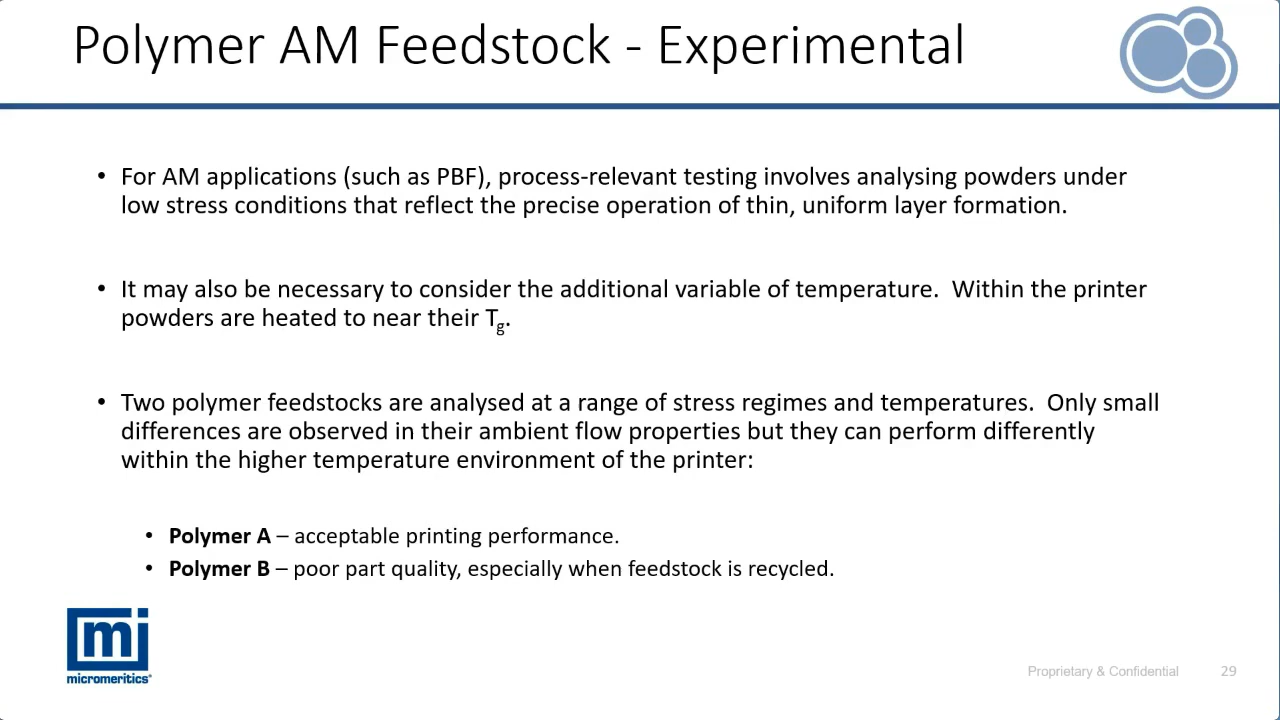 Polymer AM Feedstock - Experimental
• For AM applications (such as PBF), process-relevant testing involves analysing powders under
low stress conditions that reflect the precise operation of thin, uniform layer formation.
• It may also be necessary to consider the additional variable of temperature.  Within the printer
powders are heated to near their Tg.
• Two polymer feedstocks are analysed at a range of stress regimes and temperatures.  Only small
differences are observed in their ambient flow properties but they can perform differently
within the higher temperature environment of the printer:
• Polymer A – acceptable printing performance.
• Polymer B – poor part quality, especially when feedstock is recycled.
mi
micromeritics®
Proprietary & Confidential
29